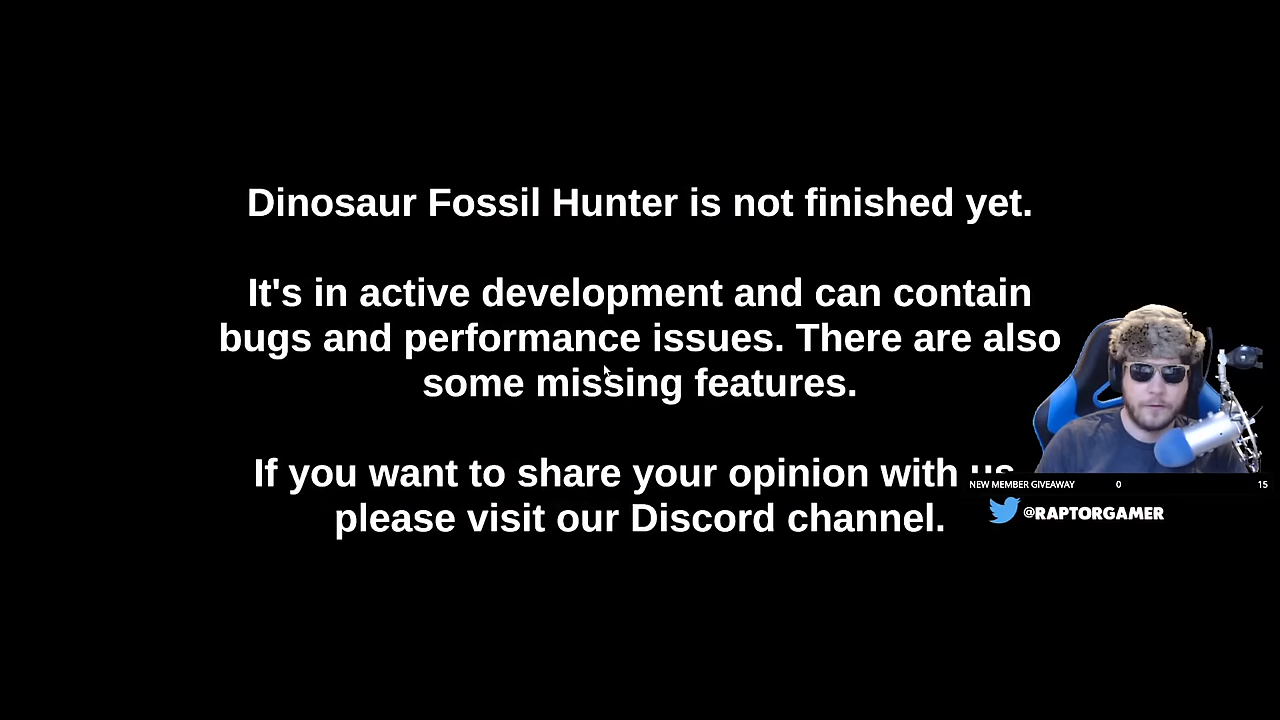 Dinosaur Fossil Hunter is not finished yet.
It's in active development and can contain
bugs and performance issues. There are also
some missing features.
If you want to share your opinion with us
please visit our Discord channel.
NEW MEMBER GIVEAWAY 0 15
@RAPTORGAMER